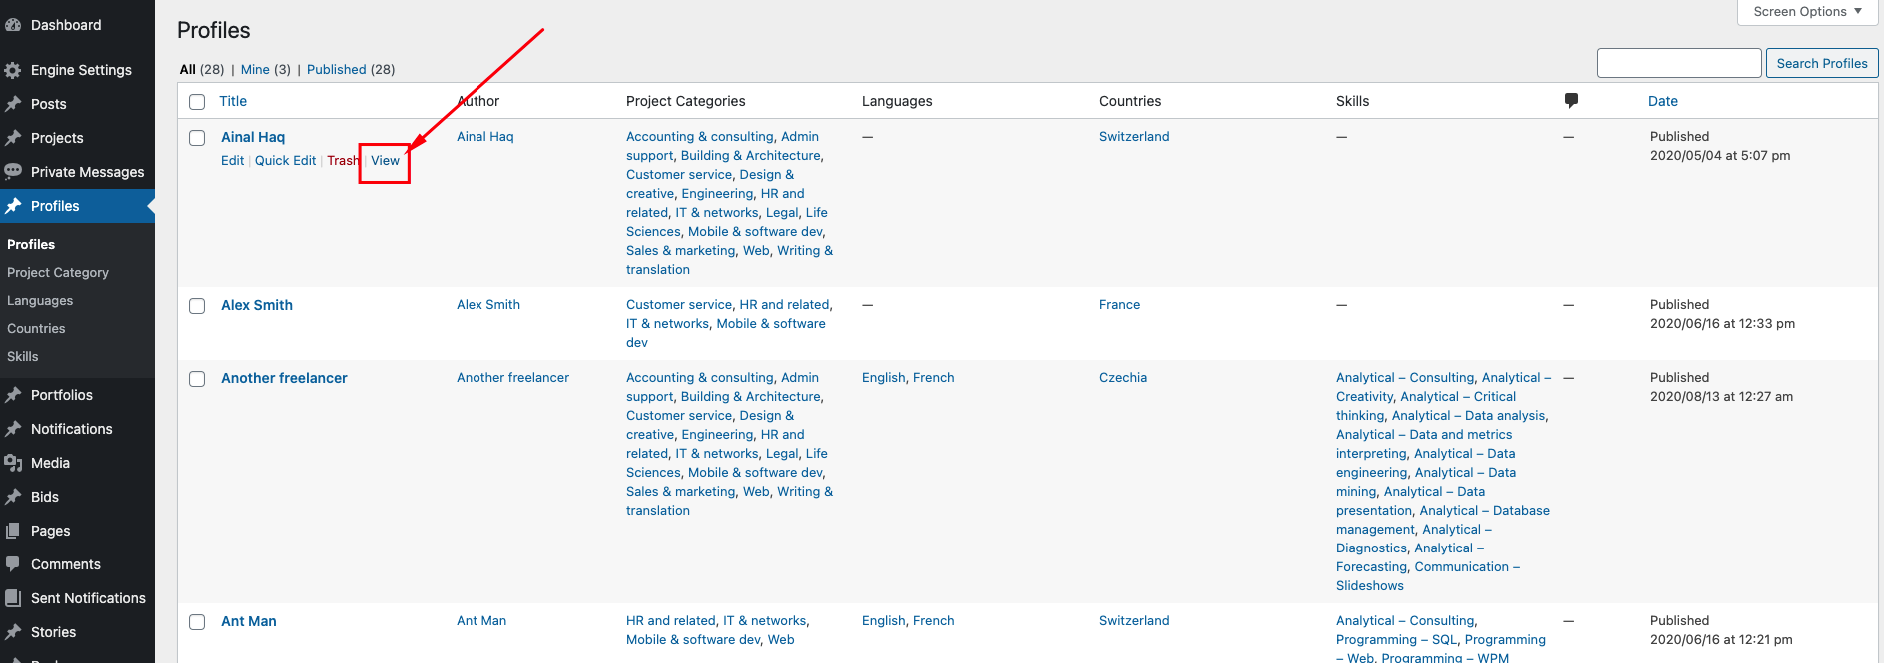 Dashboard
Engine Settings
Posts
Projects
Private Messages
Profiles
Profiles
Project Category
Languages
Countries
Skills
Portfolios
Notifications
Media
Bids
Pages
Comments
Sent Notifications
Stories
Screen Options
Profiles
All (28) | Mine (3) | Published (28)
Search Profiles
Title
Author
Project Categories
Languages
Countries
Skills
Date
Ainal Haq
Edit | Quick Edit | Trash | View
Ainal Haq
Accounting & consulting, Admin
support, Building & Architecture,
Customer service, Design &
creative, Engineering, HR and
related, IT & networks, Legal, Life
Sciences, Mobile & software dev,
Sales & marketing, Web, Writing &
translation
—
Switzerland
—
—
Published
2020/05/04 at 5:07 pm
Alex Smith
Alex Smith
Customer service, HR and related,
IT & networks, Mobile & software
dev
—
France
—
—
Published
2020/06/16 at 12:33 pm
Another freelancer
Another freelancer
Accounting & consulting, Admin
support, Building & Architecture,
Customer service, Design &
creative, Engineering, HR and
related, IT & networks, Legal, Life
Sciences, Mobile & software dev,
Sales & marketing, Web, Writing &
translation
English, French
Czechia
Analytical – Consulting, Analytical –
Creativity, Analytical – Critical
thinking, Analytical – Data analysis,
Analytical – Data and metrics
interpreting, Analytical – Data
engineering, Analytical – Data
mining, Analytical – Data
presentation, Analytical – Database
management, Analytical –
Diagnostics, Analytical –
Forecasting, Communication –
Slideshows
—
Published
2020/08/13 at 12:27 am
Ant Man
Ant Man
HR and related, IT & networks,
Mobile & software dev, Web
English, French
Switzerland
Analytical – Consulting,
Programming – SQL, Programming
– Web, Programming – WPM
—
Published
2020/06/16 at 12:21 pm